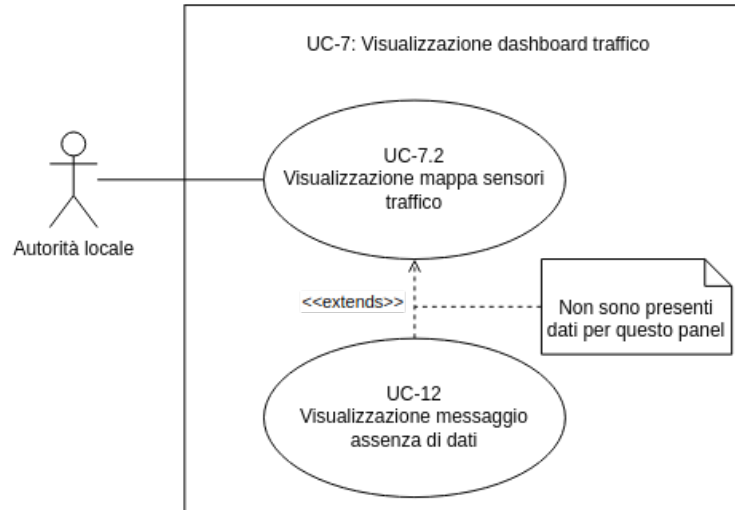 UC-7: Visualizzazione dashboard traffico
UC-7.2
Visualizzazione mappa sensori
traffico
Autorità locale
<<extends>>
Non sono presenti
dati per questo panel
UC-12
Visualizzazione messaggio
assenza di dati